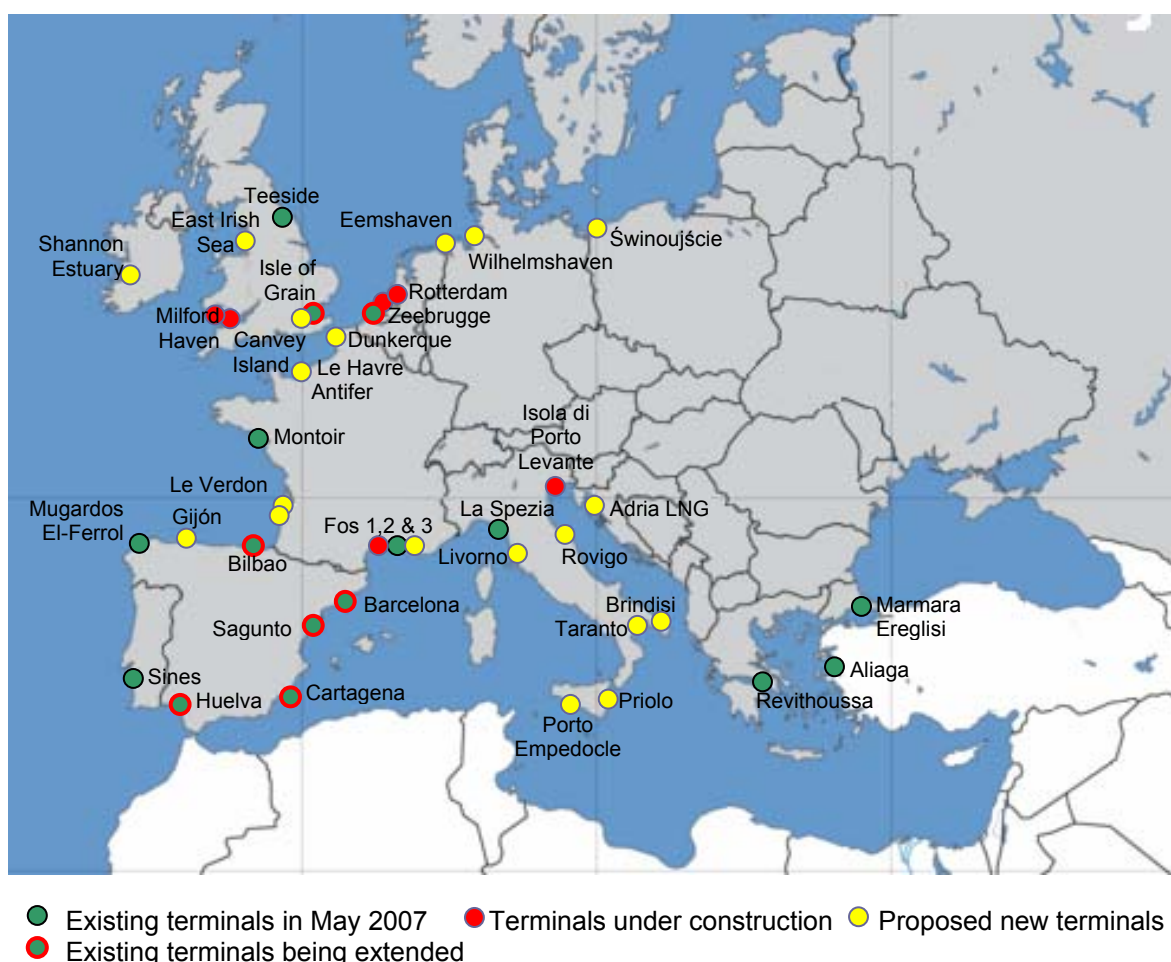 Teeside
East Irish
Sea
Shannon
Estuary
Isle of
Grain
Milford
Haven
Canvey
Island
Eemshaven
Wilhelmshaven
Świnoujście
Rotterdam
Zeebrugge
Dunkerque
Le Havre
Antifer
Montoir
Isola di
Porto
Levante
Le Verdon
Mugardos
El-Ferrol
Gijón
Bilbao
Fos 1,2 & 3
La Spezia
Adria LNG
Livorno
Rovigo
Barcelona
Sagunto
Brindisi
Taranto
Marmara
Ereglisi
Sines
Huelva
Cartagena
Aliaga
Revithoussa
Priolo
Porto
Empedocle
Existing terminals in May 2007
Terminals under construction
Proposed new terminals
Existing terminals being extended